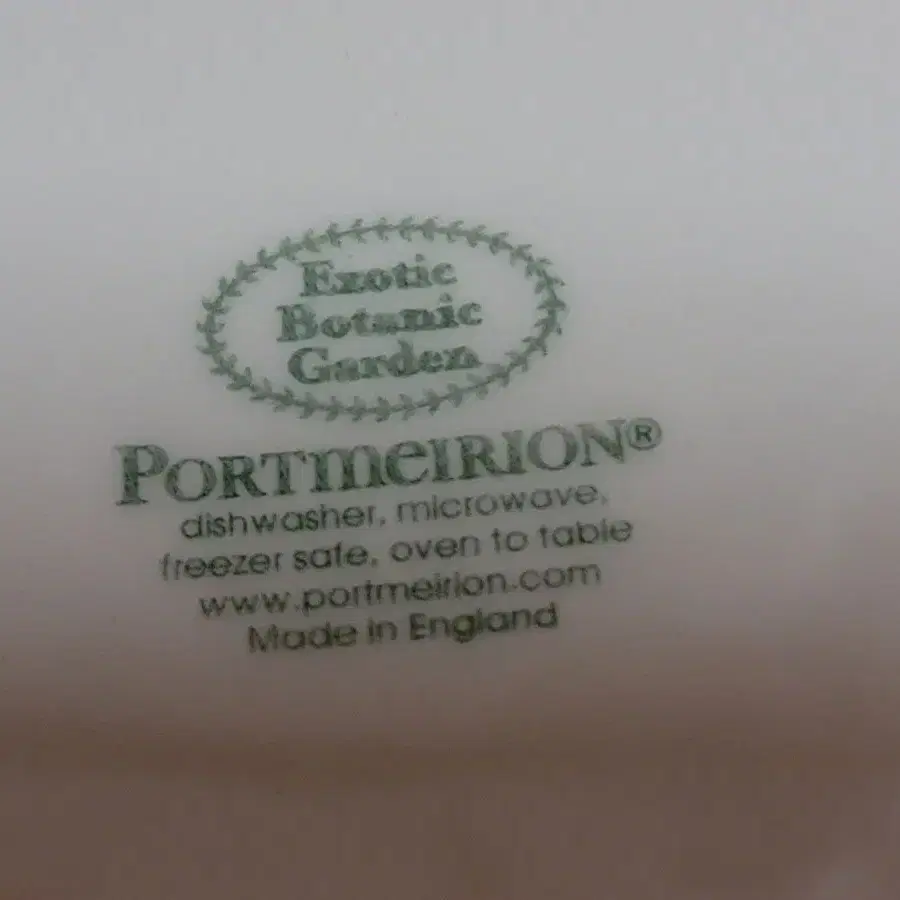 Exotic
Botanic
Garden
PORTMEIRION®
dishwasher, microwave,
freezer safe, oven to table
www.portmeirion.com
Made in England